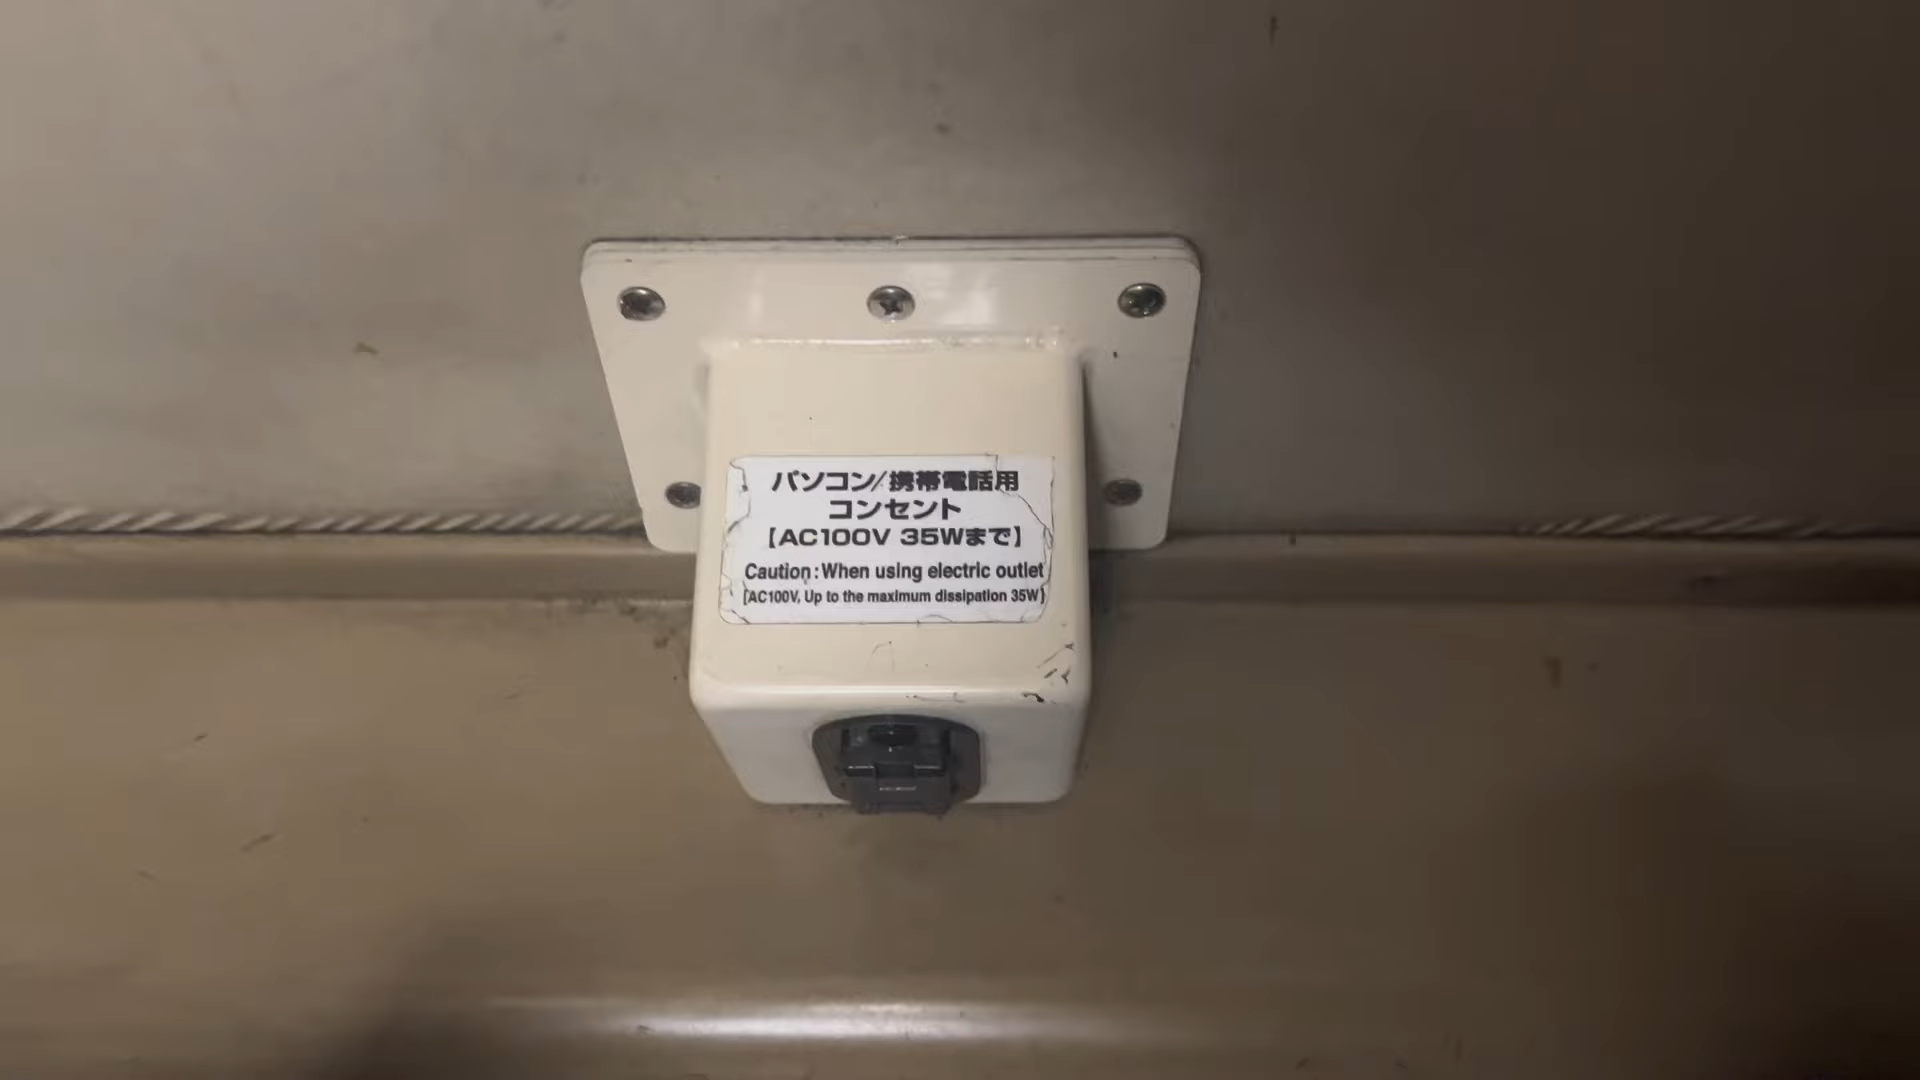 パソコン/携帯電話用
コンセント
【AC100V 35Wまで】
Caution:When using electric outlet
[AC100V, Up to the maximum dissipation 35W]